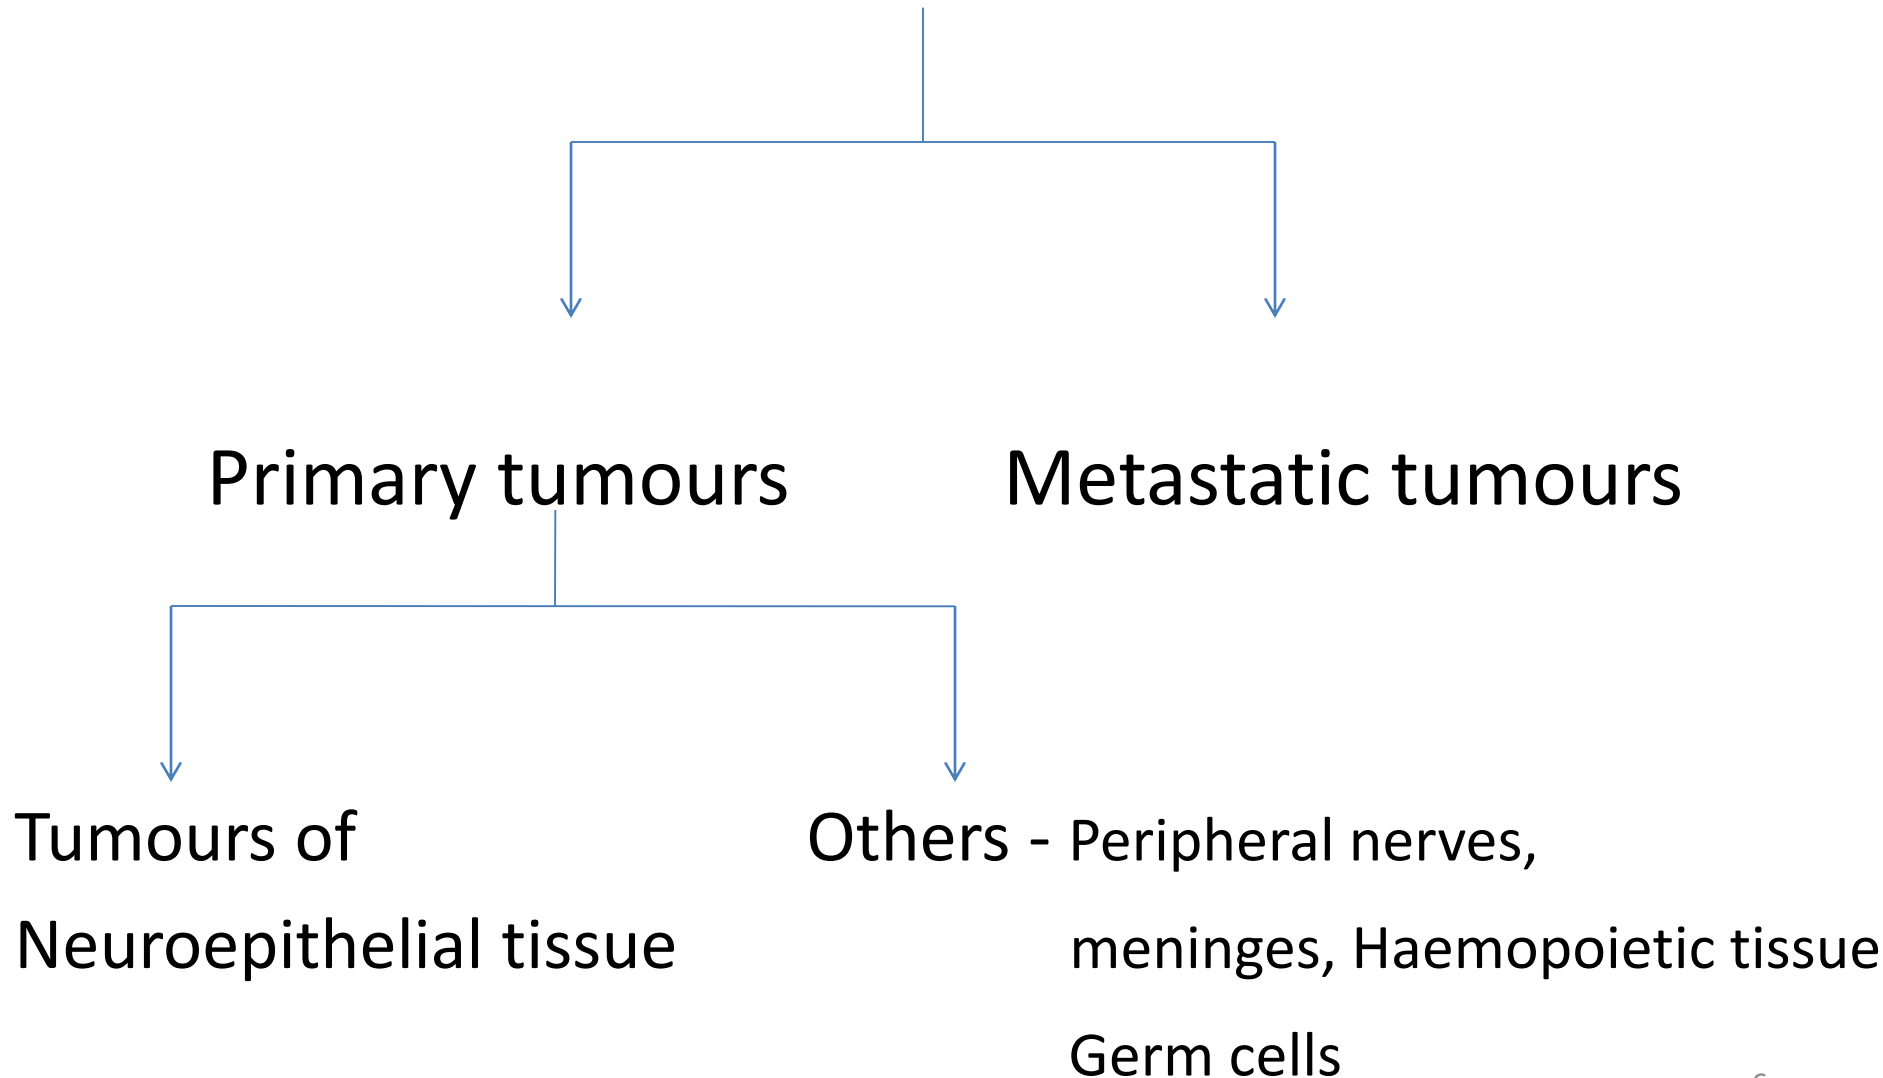 Primary tumours Metastatic tumours
Tumours of Others - Peripheral nerves,
Neuroepithelial tissue meninges, Haemopoietic tissue
Germ cells